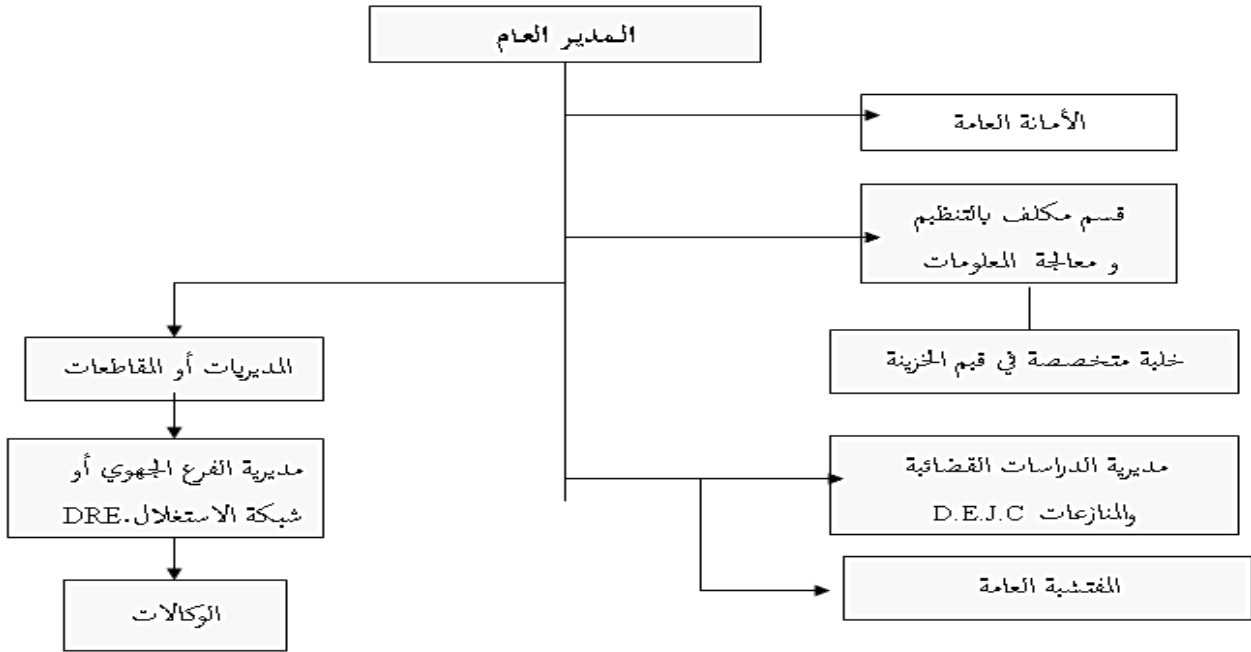 المدير العام
الأمانة العامة
قسم مكلف بالتنظيم
و معالجة المعلومات
خلية متخصصة في قيم الخزينة
المديريات أو المقاطعات
مديرية الفرع الجهوي أو
شبكة الاستغلال.DRE
الوكالات
مديرية الدراسات القضائية
والمنازعات D.E.J.C
المفتشية العامة